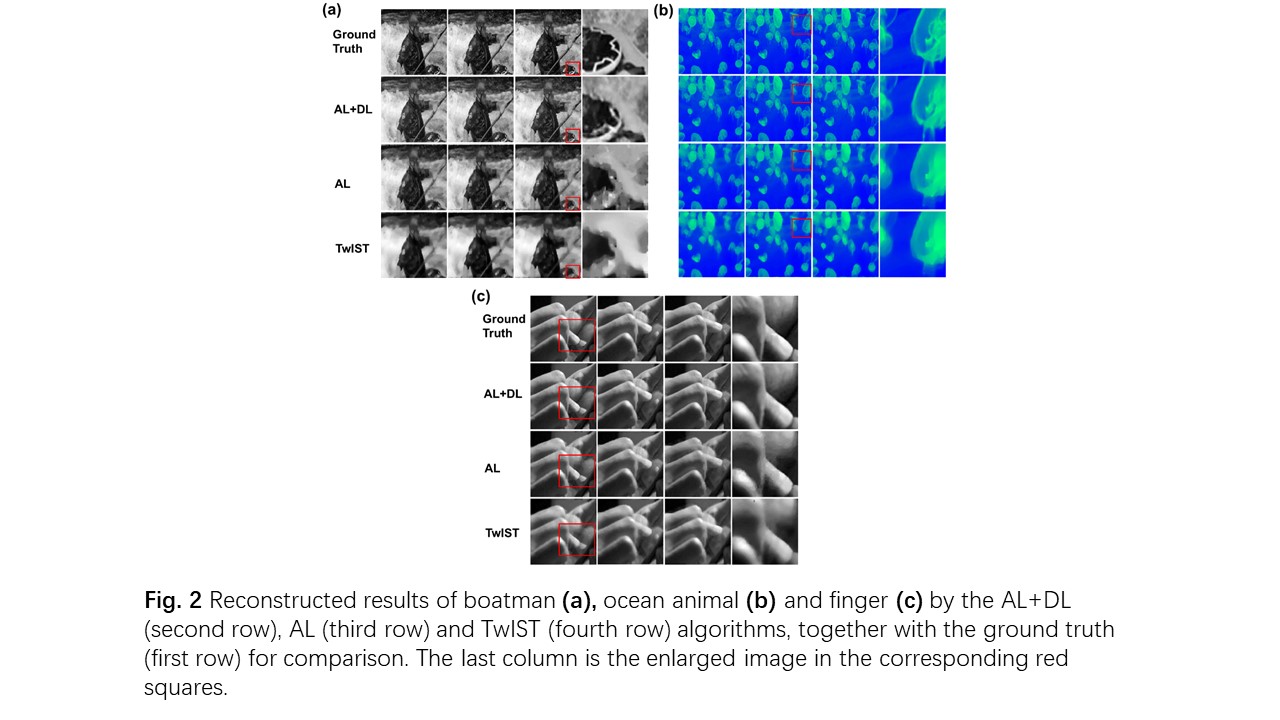 (a)
Ground
Truth
AL+DL
AL
TwIST
(b)
(c)
Ground
Truth
AL+DL
AL
TwIST
Fig. 2 Reconstructed results of boatman (a), ocean animal (b) and finger (c) by the AL+DL
(second row), AL (third row) and TwIST (fourth row) algorithms, together with the ground truth
(first row) for comparison. The last column is the enlarged image in the corresponding red
squares.